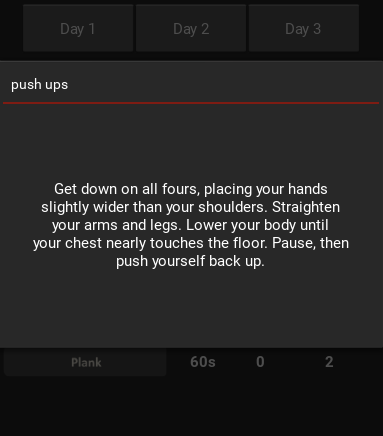 Day 1 Day 2 Day 3
push ups
Get down on all fours, placing your hands
slightly wider than your shoulders. Straighten
your arms and legs. Lower your body until
your chest nearly touches the floor. Pause, then
push yourself back up.
Plank 60s 0 2